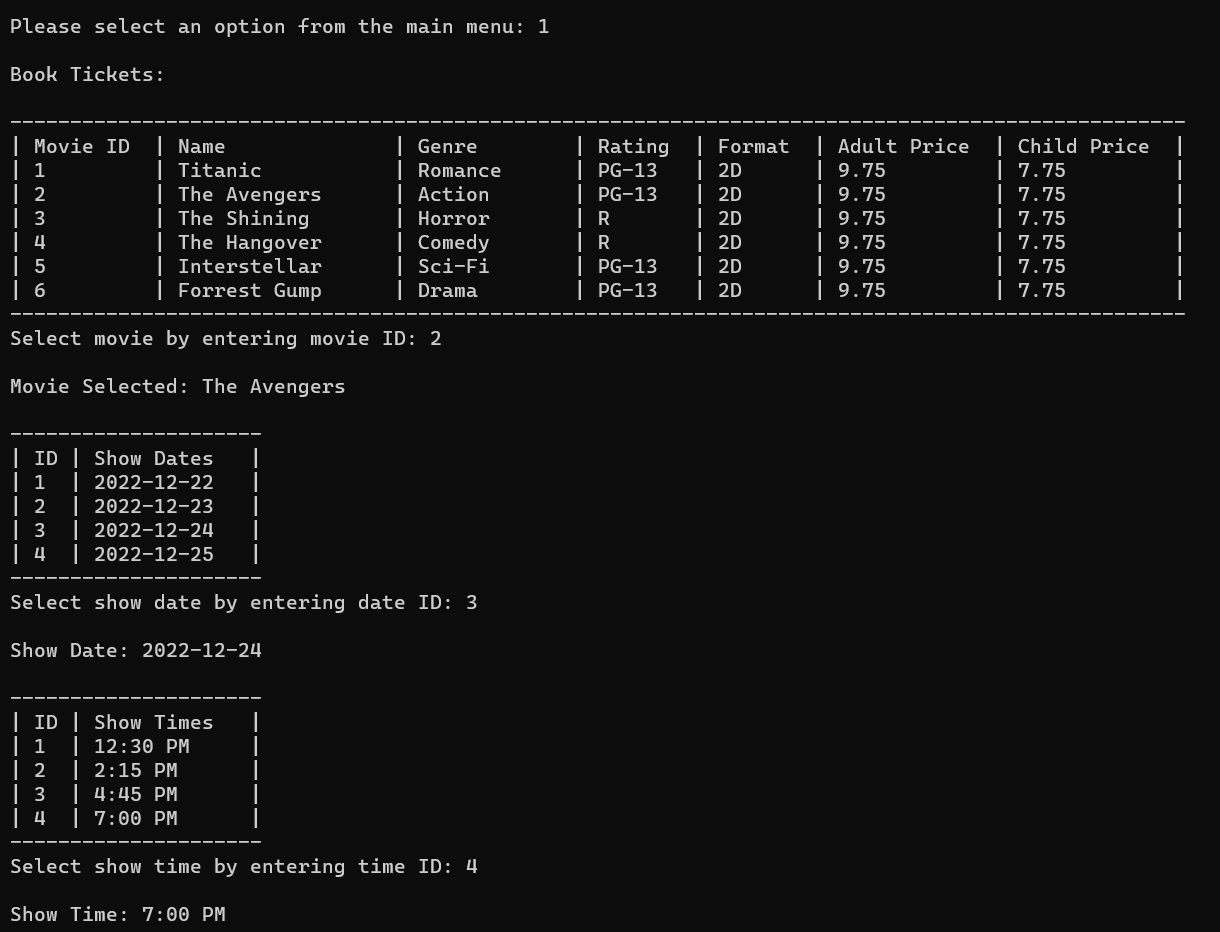 Please select an option from the main menu: 1
Book Tickets:
--------------------------------------------------------------------------------------------------
| Movie ID  | Name              | Genre        | Rating  | Format  | Adult Price  | Child Price  |
| 1         | Titanic           | Romance      | PG-13   | 2D      | 9.75         | 7.75         |
| 2         | The Avengers      | Action       | PG-13   | 2D      | 9.75         | 7.75         |
| 3         | The Shining       | Horror       | R       | 2D      | 9.75         | 7.75         |
| 4         | The Hangover      | Comedy       | R       | 2D      | 9.75         | 7.75         |
| 5         | Interstellar      | Sci-Fi       | PG-13   | 2D      | 9.75         | 7.75         |
| 6         | Forrest Gump      | Drama        | PG-13   | 2D      | 9.75         | 7.75         |
--------------------------------------------------------------------------------------------------
Select movie by entering movie ID: 2
Movie Selected: The Avengers
---------------------
| ID | Show Dates   |
| 1  | 2022-12-22   |
| 2  | 2022-12-23   |
| 3  | 2022-12-24   |
| 4  | 2022-12-25   |
---------------------
Select show date by entering date ID: 3
Show Date: 2022-12-24
---------------------
| ID | Show Times   |
| 1  | 12:30 PM     |
| 2  | 2:15 PM      |
| 3  | 4:45 PM      |
| 4  | 7:00 PM      |
---------------------
Select show time by entering time ID: 4
Show Time: 7:00 PM